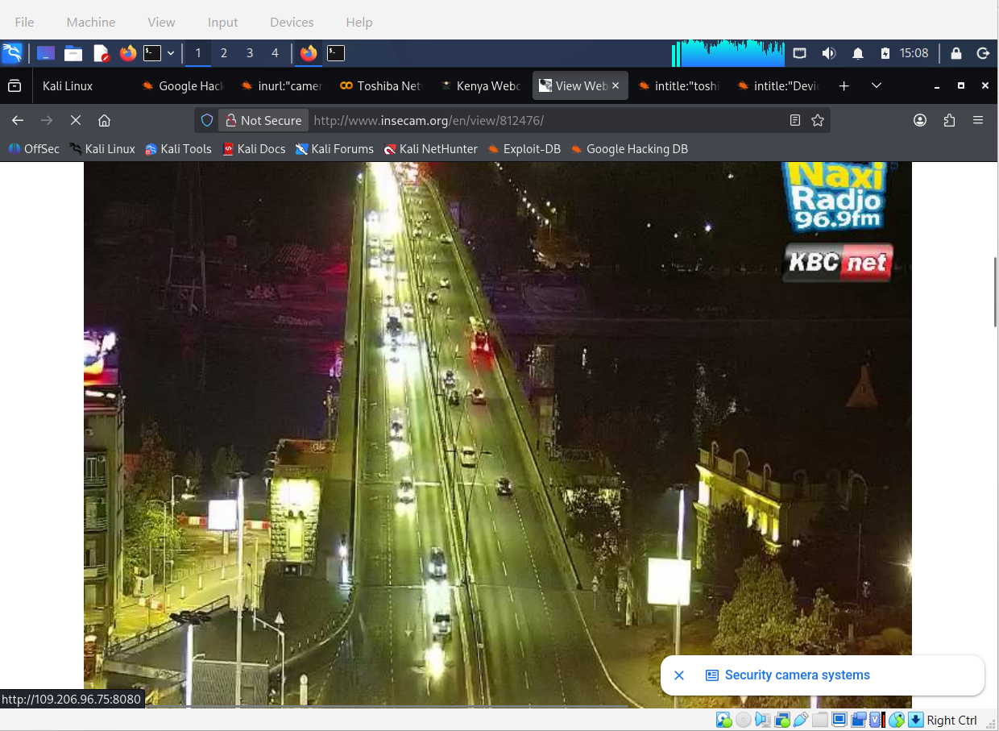 File Machine View Input Devices Help
1 2 3 4 15:08
Kali Linux Google Hac inurl:"camer Toshiba Net Kenya Webc View Web intitle:"toshi intitle:"Devic
Not Secure http://www.insecam.org/en/view/812476/
OffSec Kali Linux Kali Tools Kali Docs Kali Forums Kali NetHunter Exploit-DB Google Hacking DB
Naxi
Radio
96.9fm
KBC net
Security camera systems
http://109.206.96.75:8080
Right Ctrl